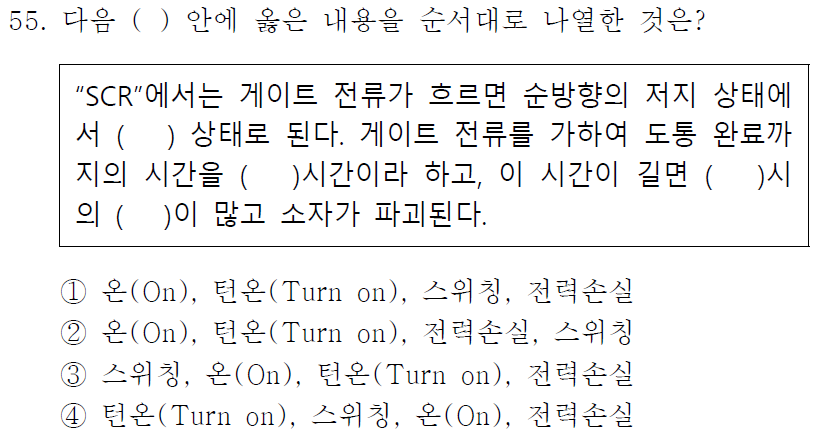 55. 다음 ( ) 안에 옳은 내용을 순서대로 나열한 것은?
"SCR"에서는 게이트 전류가 흐르면 순방향의 저지 상태에
서 (   ) 상태로 된다. 게이트 전류를 가하여 도통 완료까
지의 시간을 (   )시간이라 하고, 이 시간이 길면 (   )시
의 (   )이 많고 소자가 파괴된다.
① 온(On), 턴온(Turn on), 스위칭, 전력손실
② 온(On), 턴온(Turn on), 전력손실, 스위칭
③ 스위칭, 온(On), 턴온(Turn on), 전력손실
④ 턴온(Turn on), 스위칭, 온(On), 전력손실